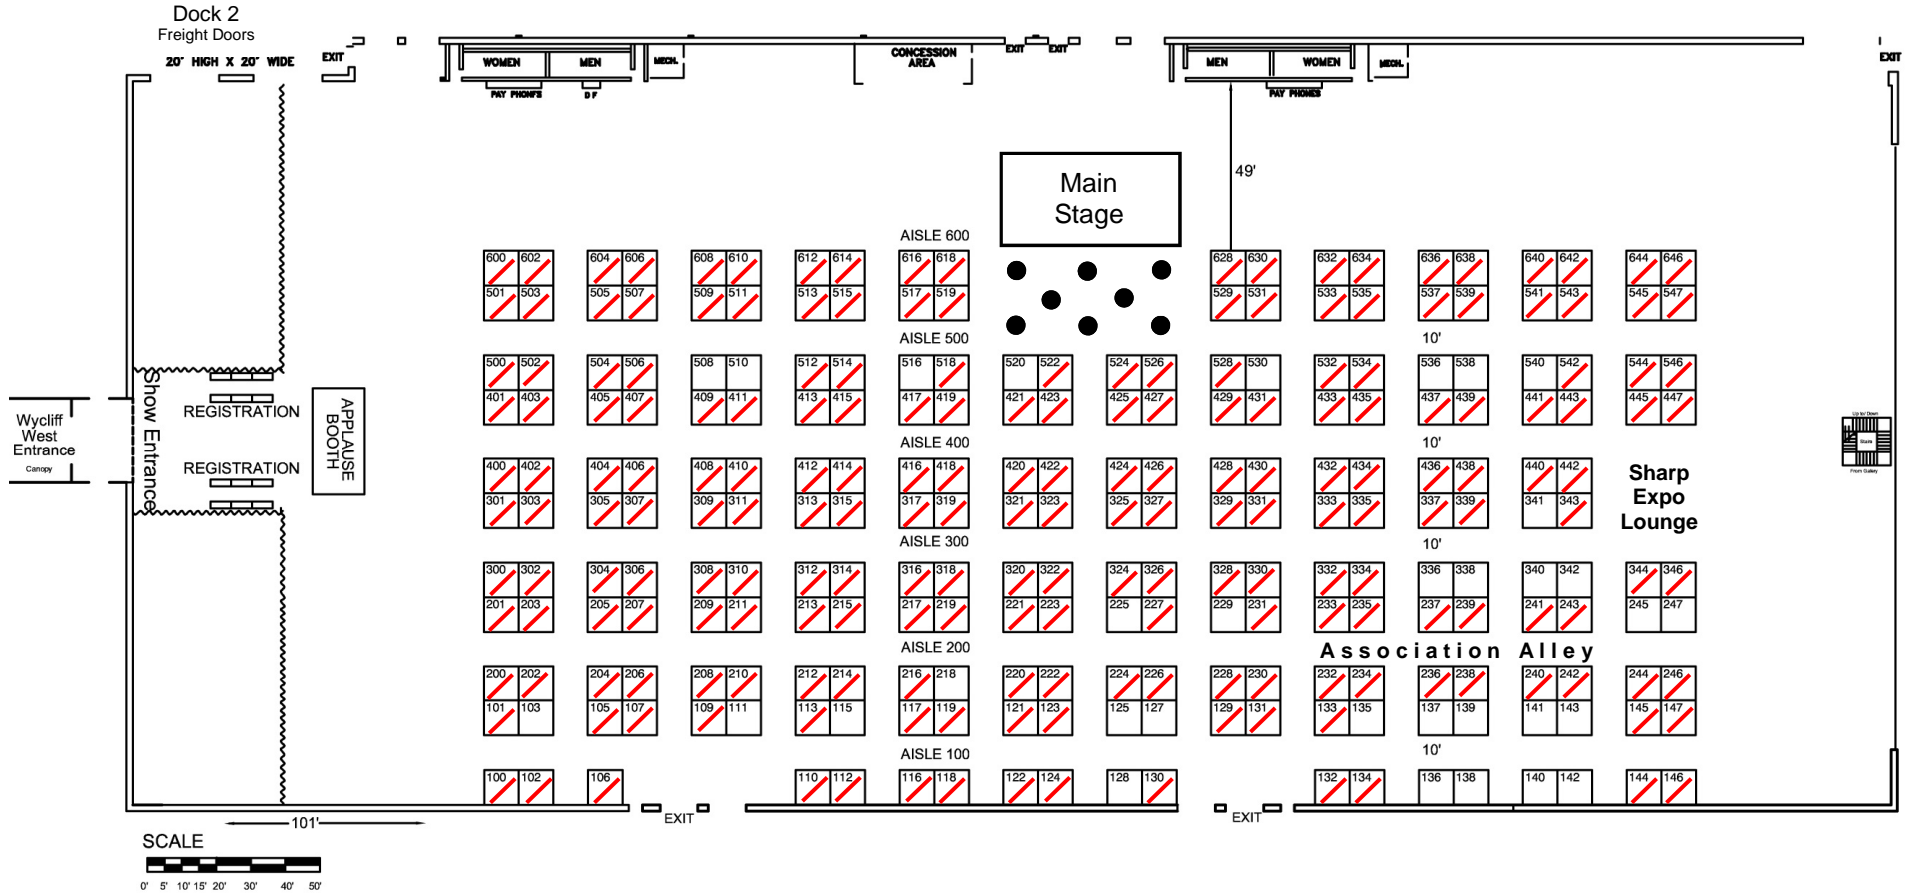 Dock 2
Freight Doors
20" HIGH X 20" WIDE
EXIT
WOMEN MEN MECH.
PAY PHONES D F
CONCESSION
AREA
EXIT EXIT
MEN WOMEN MECH.
PAY PHONES
EXIT
Main
Stage
49'
AISLE 600
600 602 604 606 608 610 612 614 616 618 628 630 632 634 636 638 640 642 644 646
501 503 505 507 509 511 513 515 517 519 529 531 533 535 537 539 541 543 545 547
AISLE 500 10'
500 502 504 506 508 510 512 514 516 518 520 522 524 526 528 530 532 534 536 538 540 542 544 546
401 403 405 407 409 411 413 415 417 419 421 423 425 427 429 431 433 435 437 439 441 443 445 447
Show Entrance
REGISTRATION
APPLAUSE
BOOTH
Wycliff
West
Entrance
Canopy
REGISTRATION
AISLE 400 10'
Up to/ Down
Stairs
From Gallery
400 402 404 406 408 410 412 414 416 418 420 422 424 426 428 430 432 434 436 438 440 442
301 303 305 307 309 311 313 315 317 319 321 323 325 327 329 331 333 335 337 339 341 343
Sharp
Expo
Lounge
AISLE 300 10'
300 302 304 306 308 310 312 314 316 318 320 322 324 326 328 330 332 334 336 338 340 342 344 346
201 203 205 207 209 211 213 215 217 219 221 223 225 227 229 231 233 235 237 239 241 243 245 247
AISLE 200 Association Alley
200 202 204 206 208 210 212 214 216 218 220 222 224 226 228 230 232 234 236 238 240 242 244 246
101 103 105 107 109 111 113 115 117 119 121 123 125 127 129 131 133 135 137 139 141 143 145 147
AISLE 100 10'
100 102 106 110 112 116 118 122 124 128 130 132 134 136 138 140 142 144 146
EXIT EXIT
101'
SCALE
0' 5' 10' 15' 20' 30' 40' 50'